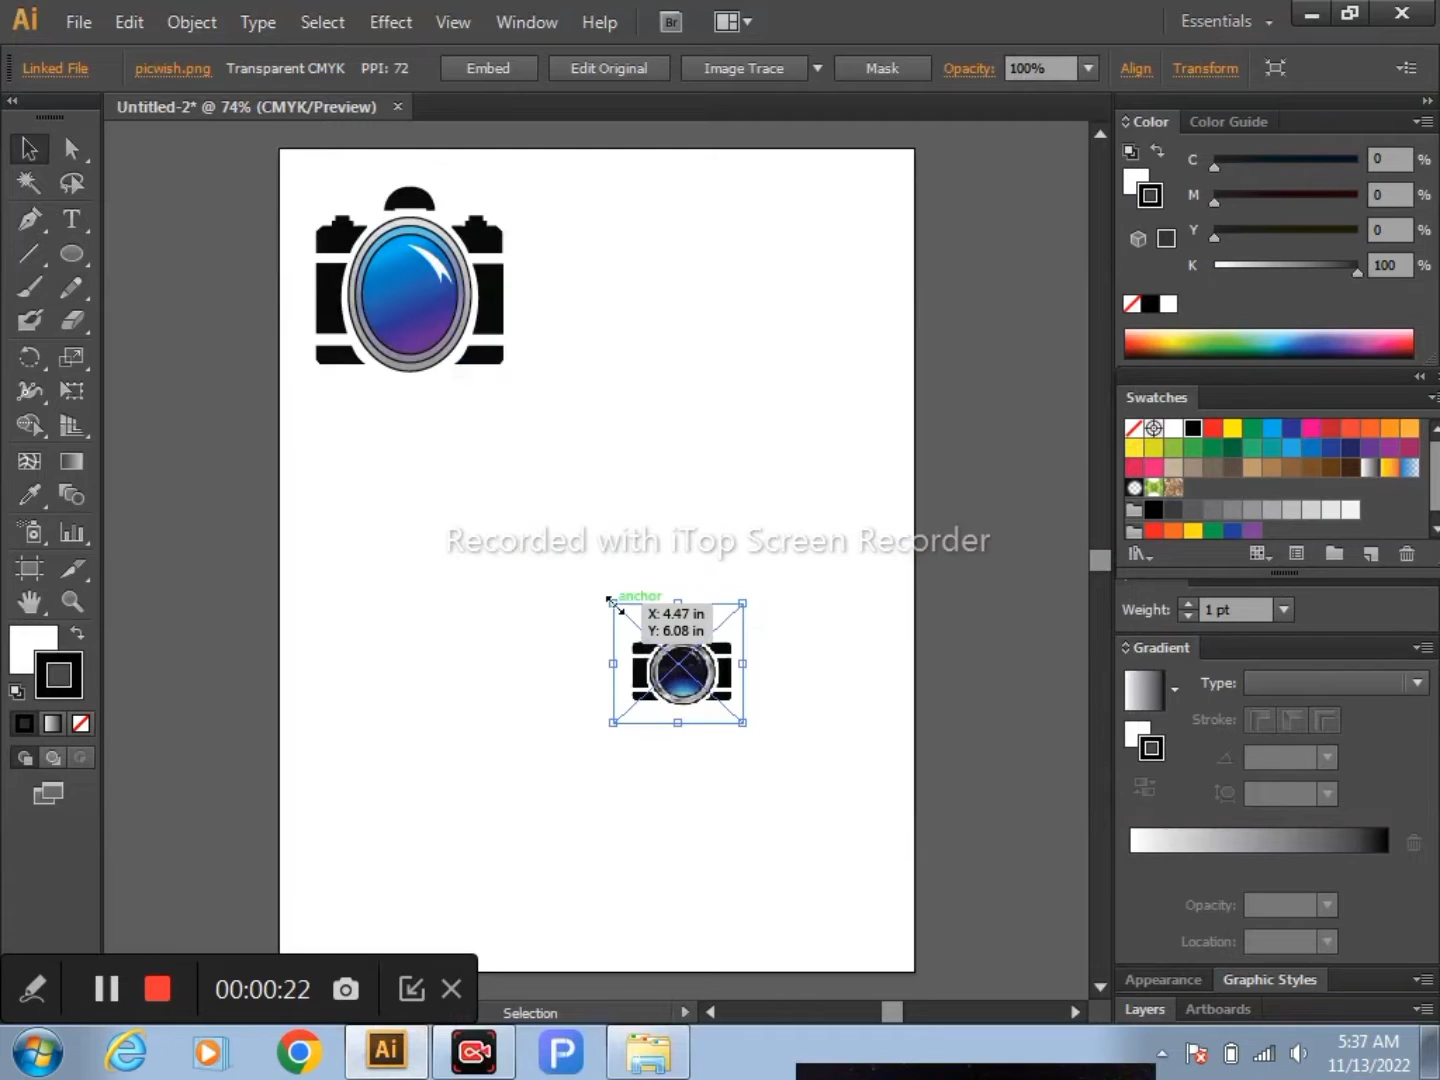 Ai File Edit Object Type Select Effect View Window Help Br Essentials
Linked File picwish.png Transparent CMYK PPI: 72 Embed Edit Original Image Trace Mask Opacity: 100% Align Transform
Untitled-2* @ 74% (CMYK/Preview) ×
Color Color Guide
C 0 %
M 0 %
Y 0 %
K 100 %
Swatches
Recorded with iTop Screen Recorder
anchor
X: 4.47 in
Y: 6.08 in
Weight: 1 pt
Gradient
Type:
Stroke:
Opacity:
Location:
Appearance Graphic Styles
Layers Artboards
00:00:22
Selection
Ai
P
5:37 AM
11/13/2022